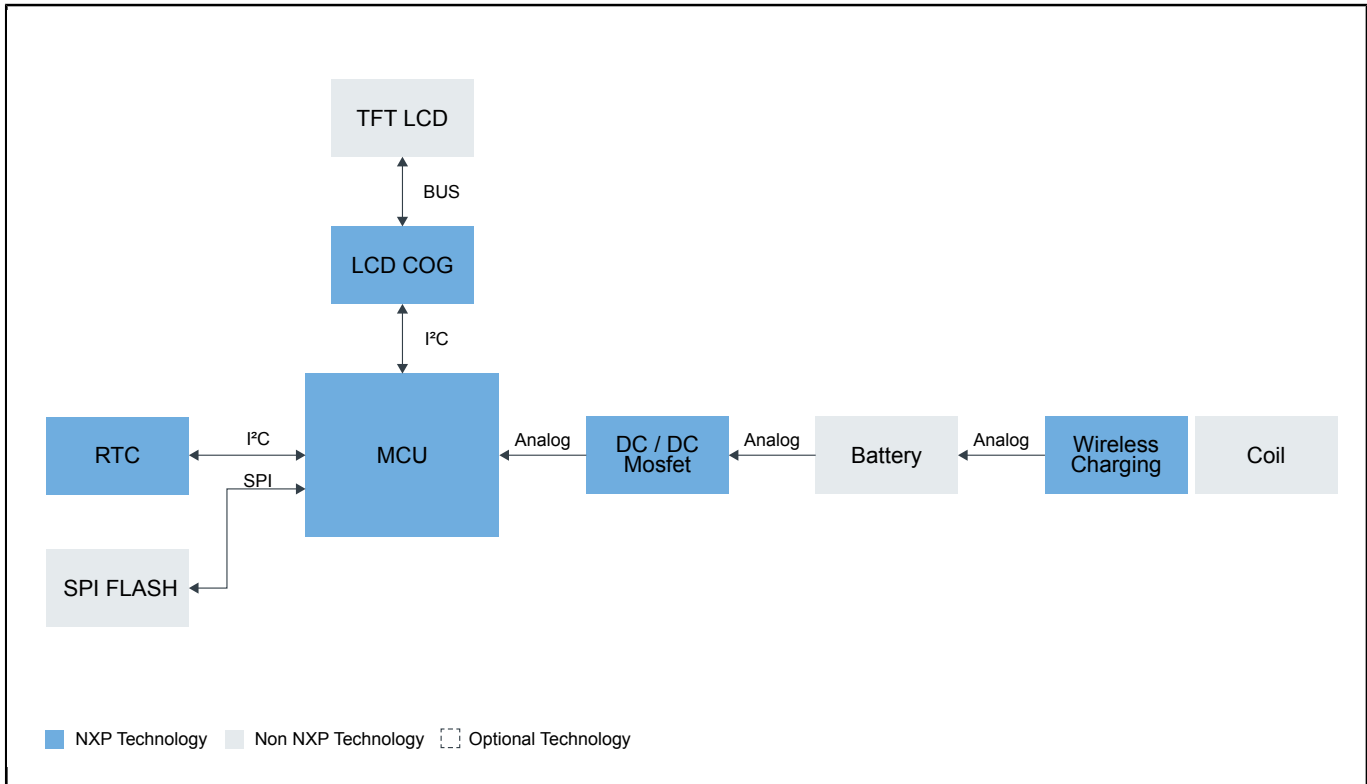 TFT LCD
BUS
LCD COG
I²C
RTC
I²C
SPI
MCU
Analog
DC / DC
Mosfet
Analog
Battery
Analog
Wireless
Charging
Coil
SPI FLASH
NXP Technology
Non NXP Technology
Optional Technology